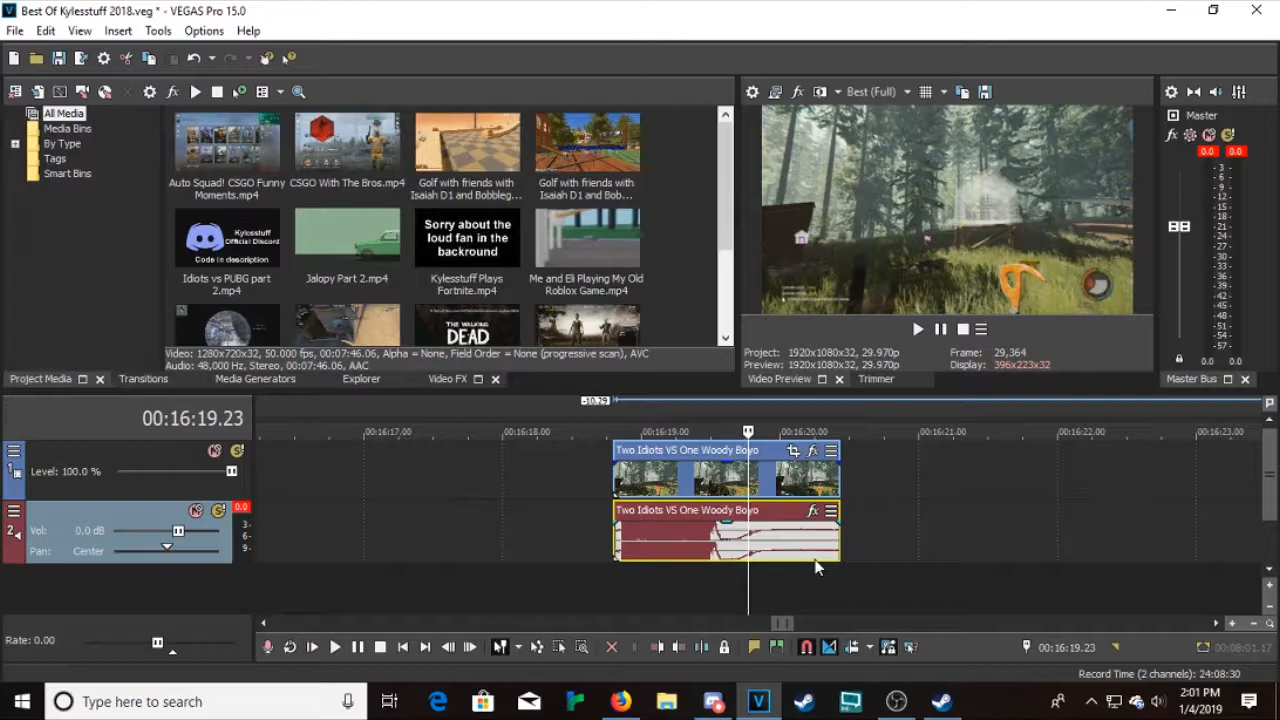 Best Of Kylesstuff 2018.veg * - VEGAS Pro 15.0
File Edit View Insert Tools Options Help
Best (Full)
All Media
Media Bins
By Type
Tags
Smart Bins
Auto Squad! CSGO Funny
Moments.mp4
CSGO With The Bros.mp4
Golf with friends with
Isaiah D1 and Bobbleg...
Golf with friends with
Isaiah D1 and Bob...
Kylesstuff
Official Discord
Code in description
Idiots vs PUBG part
2.mp4
Jalopy Part 2.mp4
Sorry about the
loud fan in the
backround
Kylesstuff Plays
Fortnite.mp4
Me and Eli Playing My Old
Roblox Game.mp4
THE WALKING
DEAD
Video: 1280x720x32, 50.000 fps, 00:07:46.06, Alpha = None, Field Order = None (progressive scan), AVC
Audio: 48,000 Hz, Stereo, 00:07:46.06, AAC
Project Media
Transitions
Media Generators
Explorer
Video FX
Project: 1920x1080x32, 29.970p
Preview: 1920x1080x32, 29.970p
Frame: 29,364
Display: 396x223x32
Video Preview
Trimmer
Master
0.0 0.0
-3-
-6-
-9-
-12-
-15-
-18-
-21-
-24-
-27-
-30-
-33-
-36-
-39-
-42-
-45-
-48-
-51-
-54-
-57-
0.0 0.0
Master Bus
00:16:19.23
-10.29
00:16:17.00
00:16:18.00
00:16:19.00
00:16:20.00
00:16:21.00
00:16:22.00
00:16:23.00
1
Level: 100.0 %
Two Idiots VS One Woody Boyo
2
0.0
Vol: 0.0 dB
Pan: Center
3-
6-
9-
Two Idiots VS One Woody Boyo
Rate: 0.00
00:16:19.23
00:08:01.17
Record Time (2 channels): 24:08:30
Type here to search
2:01 PM
1/4/2019